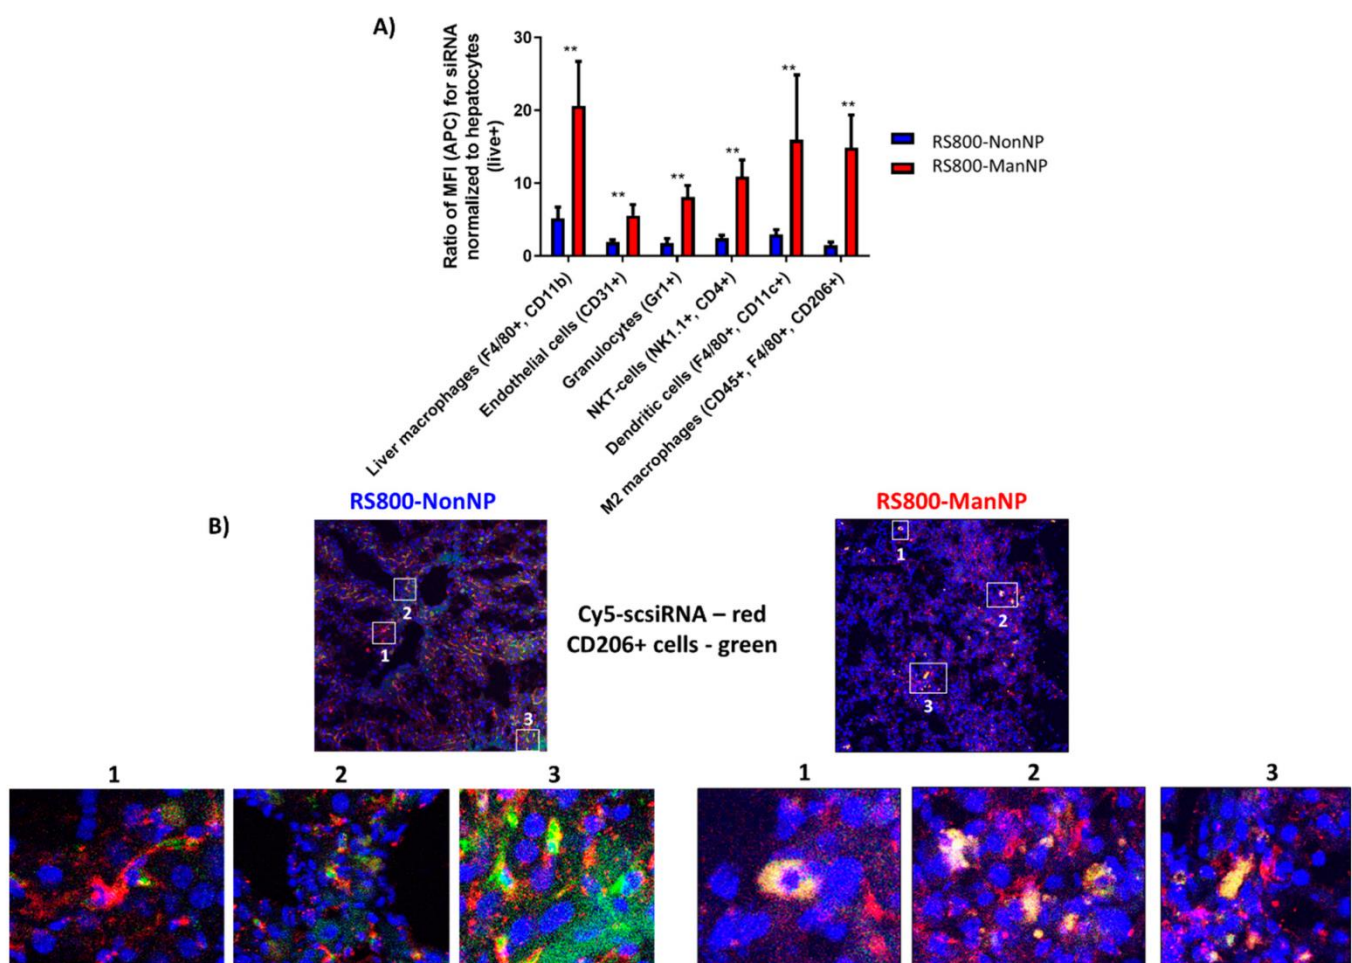 A)
Ratio of MFI (APC) for siRNA
normalized to hepatocytes
(live+)
30
20
10
0
**
**
**
**
**
**
RS800-NonNP
RS800-ManNP
Liver macrophages (F4/80+, CD11b)
Endothelial cells (CD31+)
Granulocytes (Gr1+)
NKT-cells (NK1.1+, CD4+)
Dendritic cells (F4/80+, CD11c+)
M2 macrophages (CD45+, F4/80+, CD206+)
B)
RS800-NonNP
RS800-ManNP
2
1
3
Cy5-scsiRNA – red
CD206+ cells - green
1
2
3
1
2
3
1
2
3